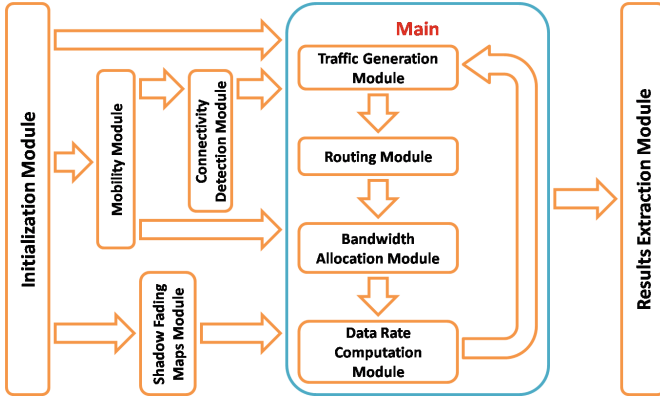 Initialization Module
Mobility Module
Connectivity
Detection Module
Shadow Fading
Maps Module
Main
Traffic Generation
Module
Routing Module
Bandwidth
Allocation Module
Data Rate
Computation
Module
Results Extraction Module